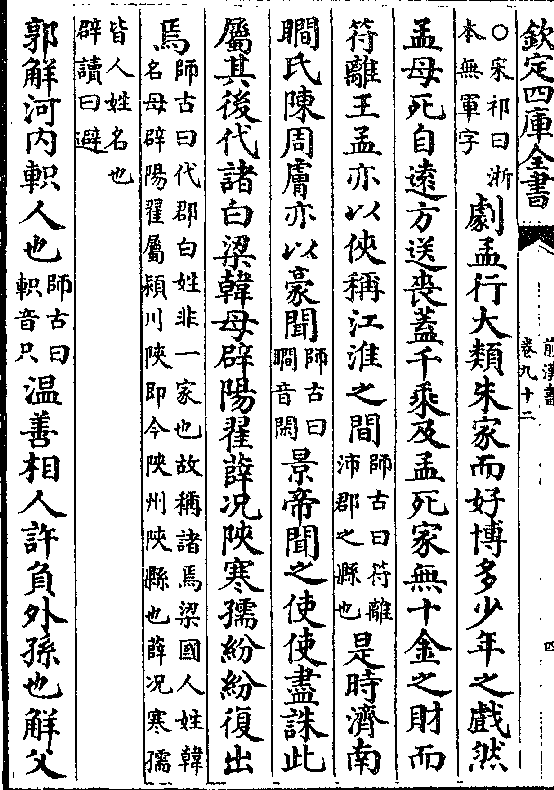 欽定四庫全書
卷九十二
四
○宋祁曰浙
本無軍字
劇孟行大類朱家而好博多少年之戲然
孟母死自逺方送喪葢千乗及孟死家無十金之財而
符離王孟亦以俠稱江淮之間
師古曰符離
沛郡之縣也
是時濟南
瞯氏陳周膚亦以豪聞
師古曰
瞯音閑
景帝聞之使使盡誅此
屬其後代諸白梁韓母辟陽翟薛况陜寒孺紛紛復出
焉
師古曰代郡白姓非一家也故稱諸焉梁國人姓韓
名母辟陽翟屬潁川陜即今陜州陜縣也薛况寒孺
皆人姓名也
辟讀曰避
郭解河内軹人也
師古曰
軹音只
温善相人許負外孫也解父